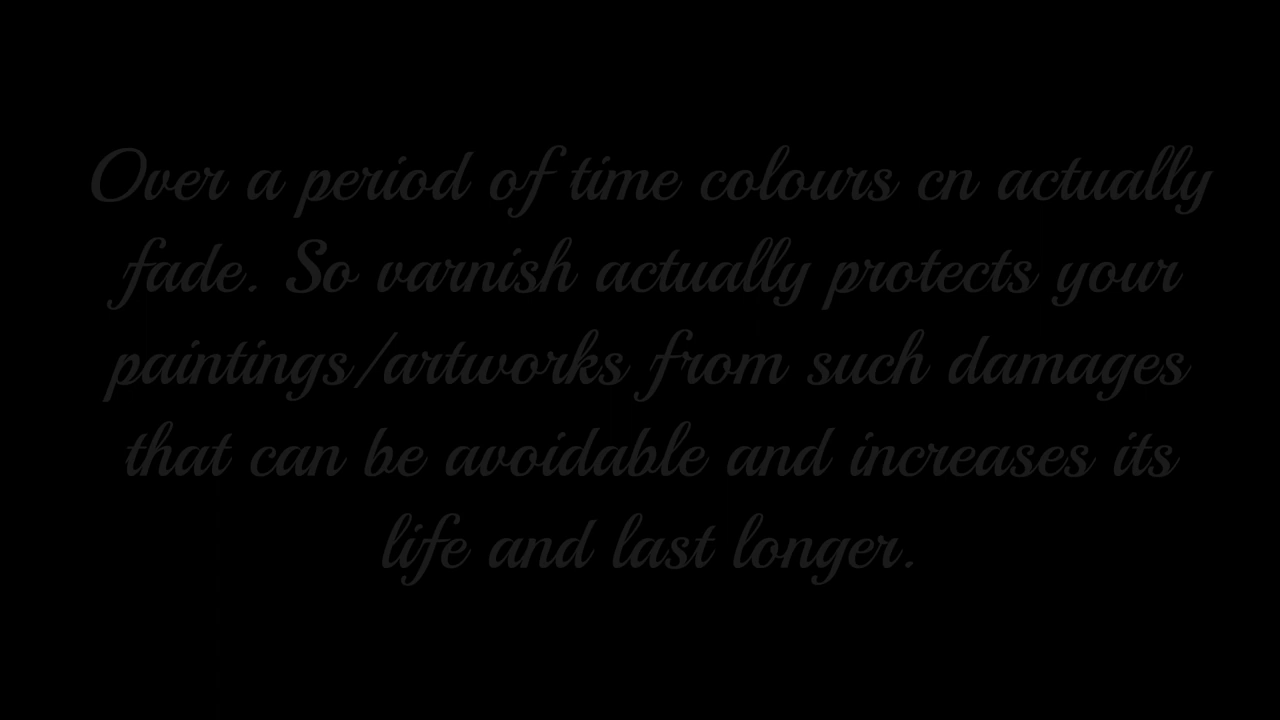 Over a period of time colours cn actually
fade. So varnish actually protects your
paintings/artworks from such damages
that can be avoidable and increases its
life and last longer.